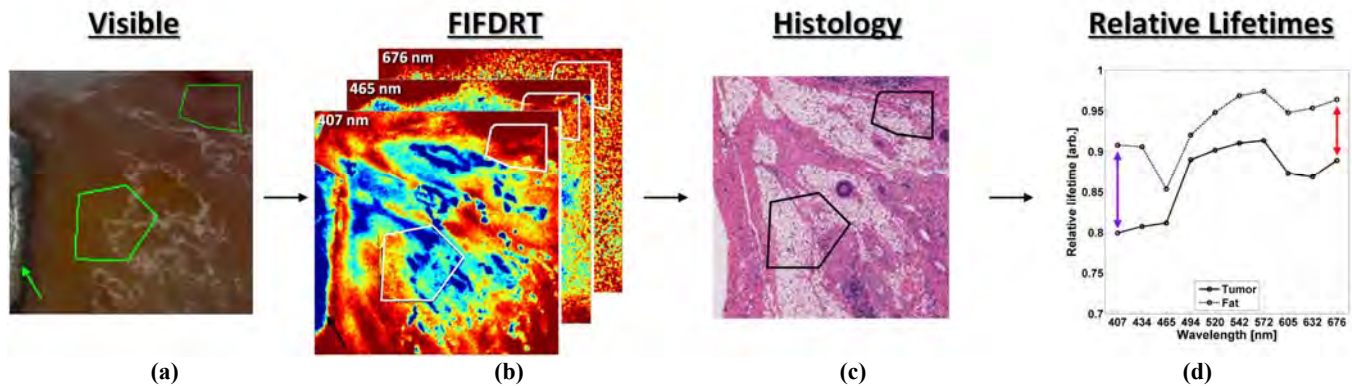 Visible
FIFDRT
Histology
Relative Lifetimes
676 nm
465 nm
407 nm
1
0.95
0.9
0.85
0.8
0.75
0.7
Relative lifetime [arb.]
Tumor
Fat
407 434 465 494 520 542 572 605 632 676
Wavelength [nm]
(a)
(b)
(c)
(d)